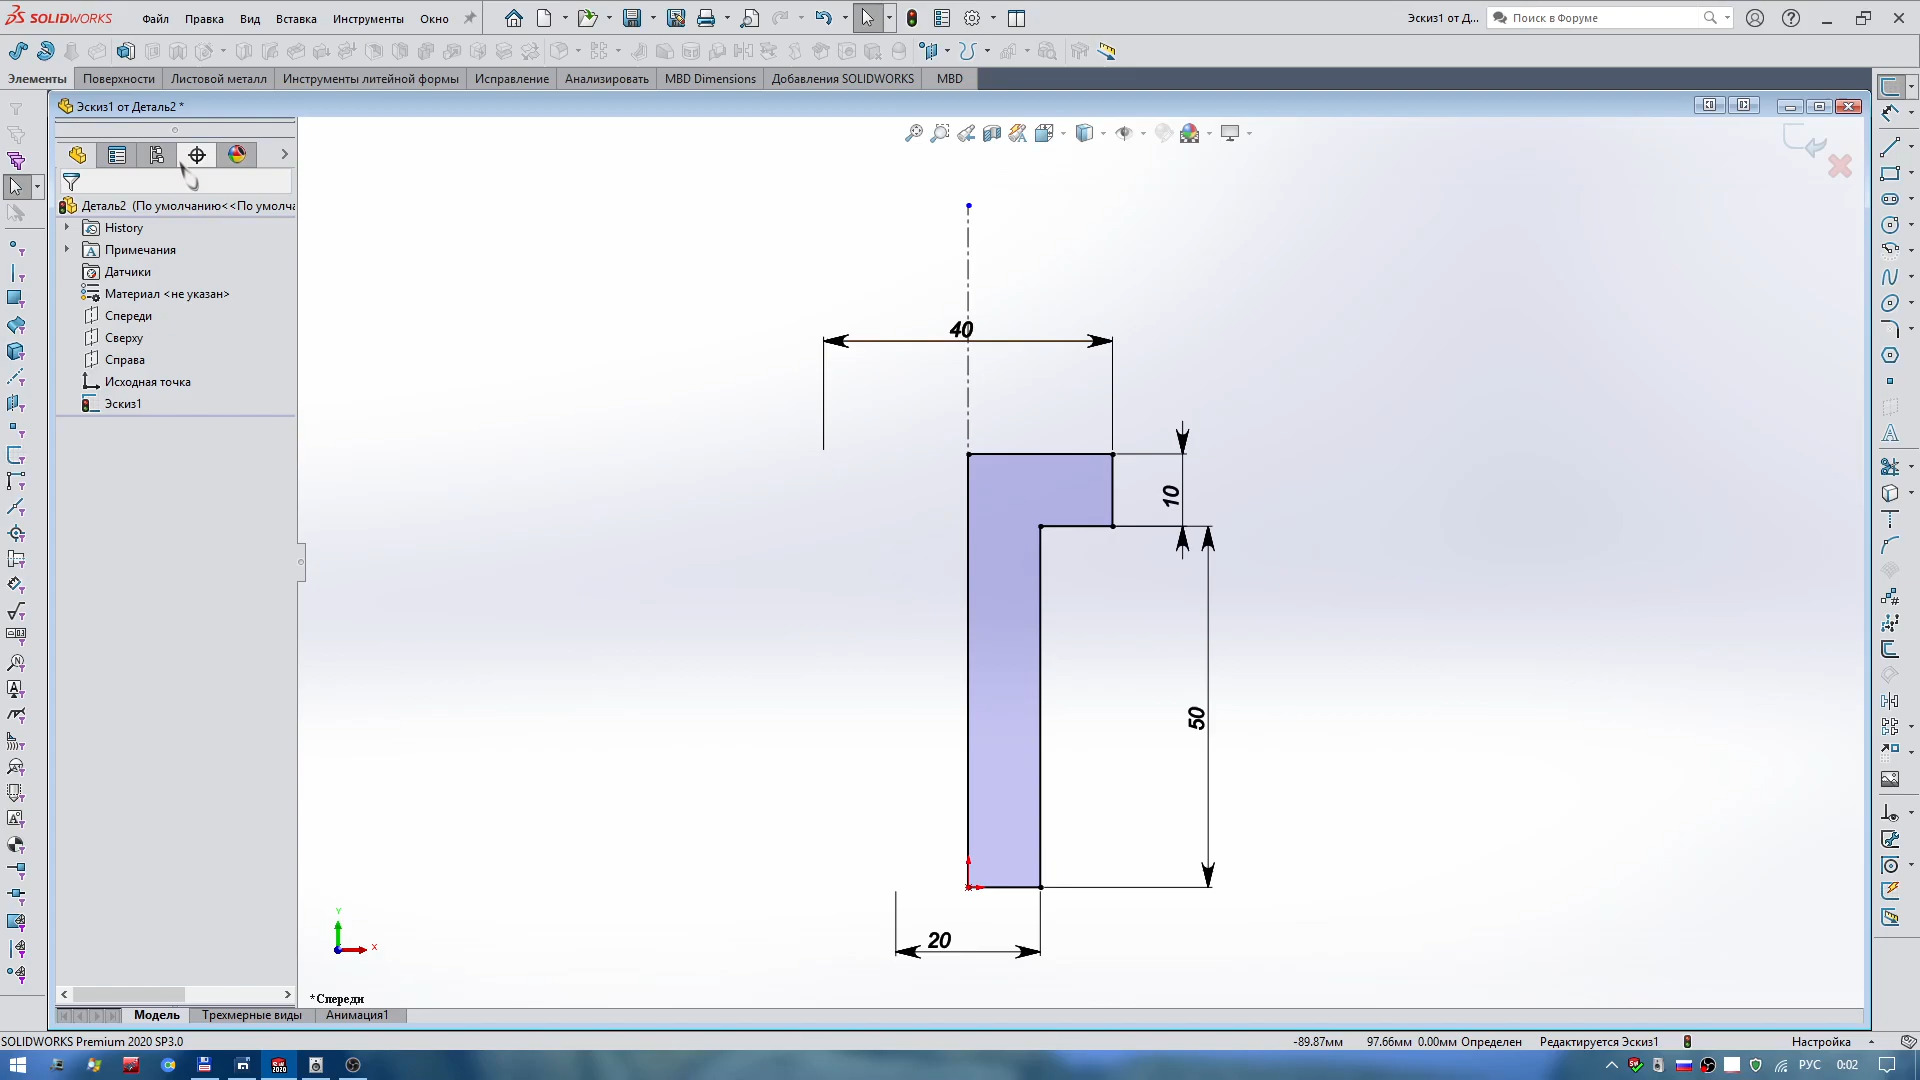 SOLIDWORKS Файл Правка Вид Вставка Инструменты Окно Эскиз1 от Д... Поиск в Форуме
Элементы Поверхности Листовой металл Инструменты литейной формы Исправление Анализировать MBD Dimensions Добавления SOLIDWORKS MBD
Эскиз1 от Деталь2 *
Деталь2 (По умолчанию<<По умолча
History
Примечания
Датчики
Материал <не указан>
Спереди
Сверху
Справа
Исходная точка
Эскиз1
40
10
50
20
Y
X
*Спереди
Модель Трехмерные виды Анимация1
SOLIDWORKS Premium 2020 SP3.0 -89.87мм 97.66мм 0.00мм Определен Редактируется Эскиз1 Настройка
РУС 0:02